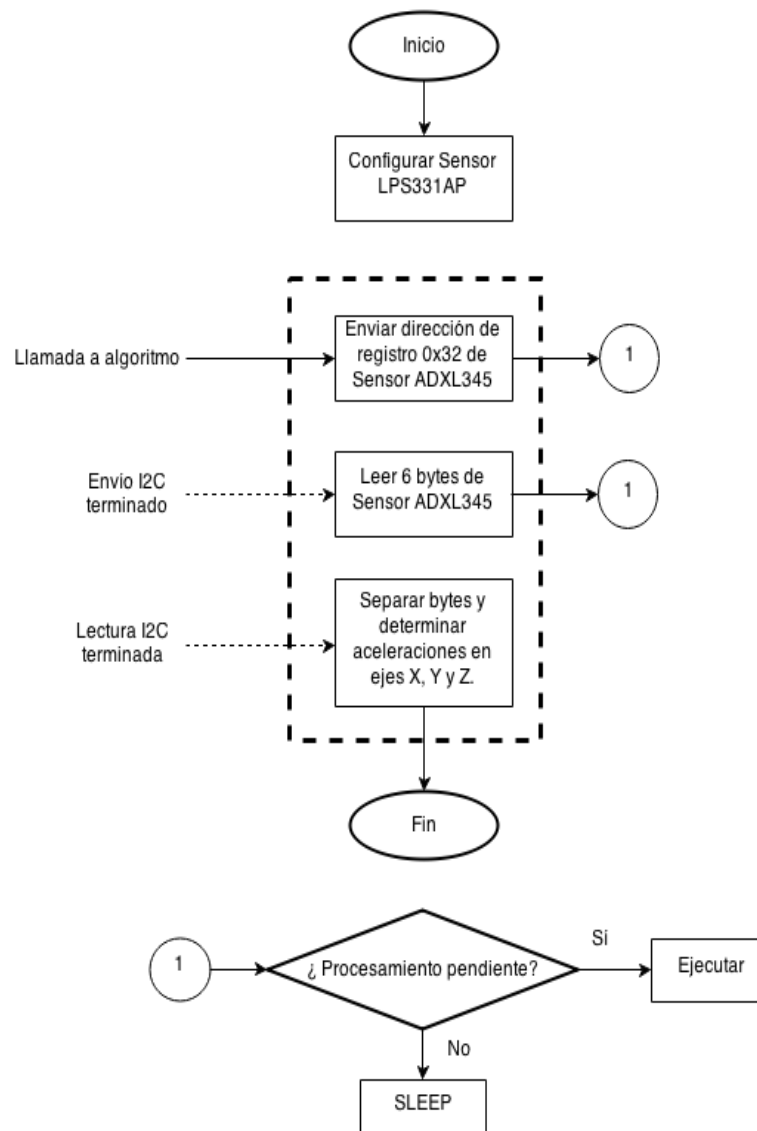 Inicio
Configurar Sensor
LPS331AP
Llamada a algoritmo
Enviar dirección de
registro 0x32 de
Sensor ADXL345
1
Envío I2C
terminado
Leer 6 bytes de
Sensor ADXL345
1
Lectura I2C
terminada
Separar bytes y
determinar
aceleraciones en
ejes X, Y y Z.
Fin
1
¿ Procesamiento pendiente?
Sí
Ejecutar
No
SLEEP